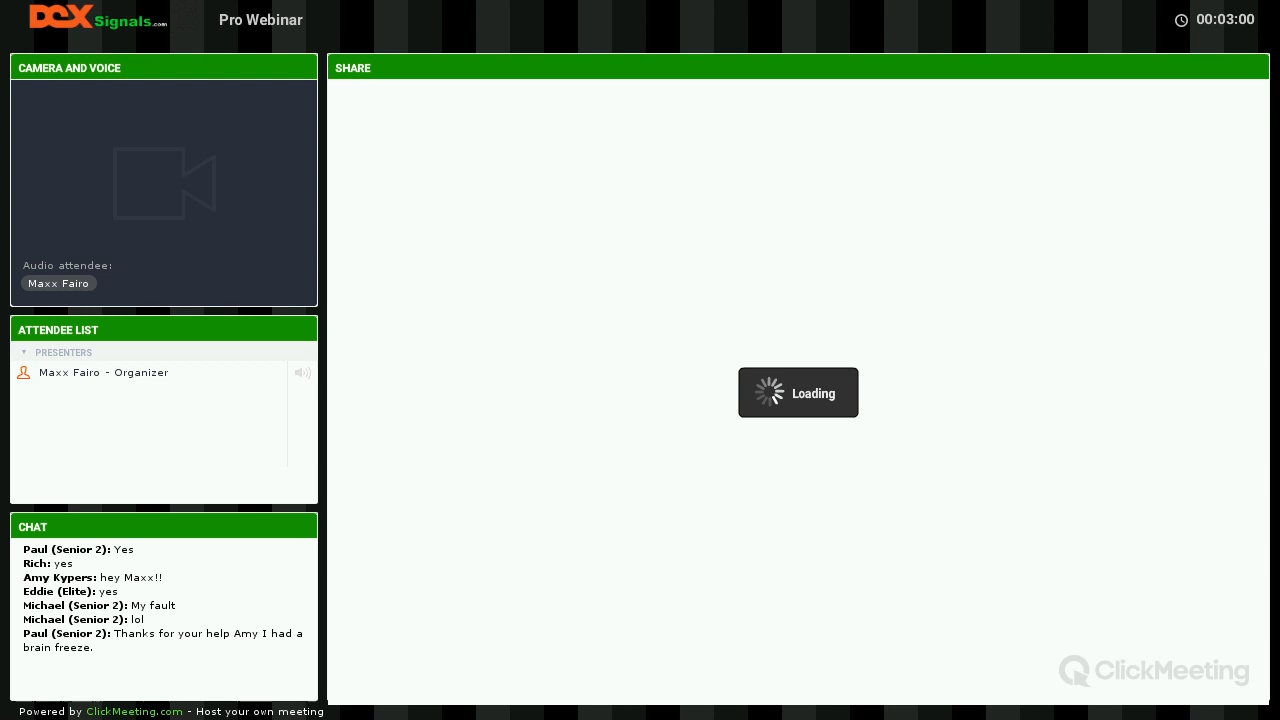 DCX Signals.com
Pro Webinar
00:03:00
CAMERA AND VOICE
Audio attendee:
Maxx Fairo
ATTENDEE LIST
PRESENTERS
Maxx Fairo - Organizer
CHAT
Paul (Senior 2): Yes
Rich: yes
Amy Kypers: hey Maxx!!
Eddie (Elite): yes
Michael (Senior 2): My fault
Michael (Senior 2): lol
Paul (Senior 2): Thanks for your help Amy I had a
brain freeze.
Powered by ClickMeeting.com - Host your own meeting
SHARE
Loading
ClickMeeting